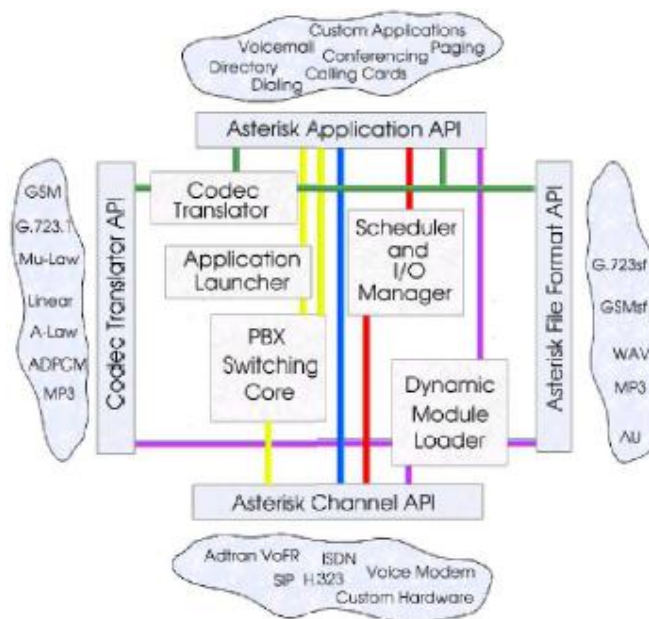 Custom Applications
Voicemail
Conferencing
Paging
Directory
Dialing
Calling Cards
Asterisk Application API
Codec Translator API
GSM
G.723.1
Mu-Law
Linear
A-Law
ADPCM
MP3
Codec
Translator
Application
Launcher
PBX
Switching
Core
Scheduler
and
I/O
Manager
Dynamic
Module
Loader
Asterisk File Format API
G.723sf
GSMsf
WAV
MP3
AU
Asterisk Channel API
Adtran VoFR
ISDN
SIP
H.323
Voice Modem
Custom Hardware